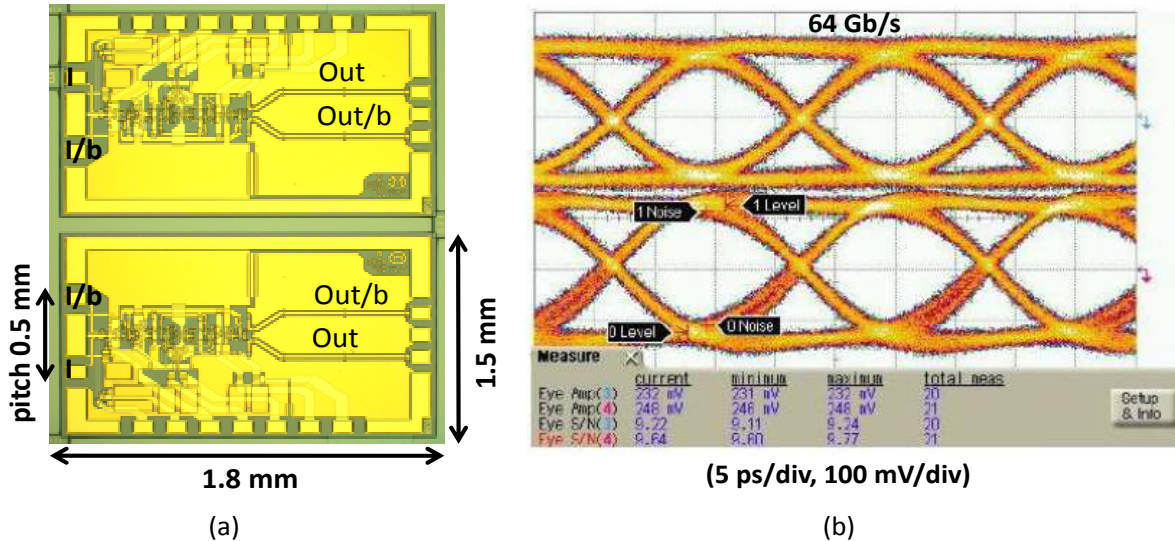 64 Gb/s
I
Out
Out/b
I/b
1 Noise
1 Level
I/b
Out/b
Out
I
pitch 0.5 mm
1.5 mm
1.8 mm
0 Level
0 Noise
Measure
current minimum maximum total meas
Eye Amp(3) 232 mV 231 mV 232 mV 20
Eye Amp(4) 248 mV 246 mV 248 mV 21
Eye S/N(3) 9.22 9.11 9.24 20
Eye S/N(4) 9.64 9.60 9.77 21
Setup
& Info
(5 ps/div, 100 mV/div)
(a)
(b)